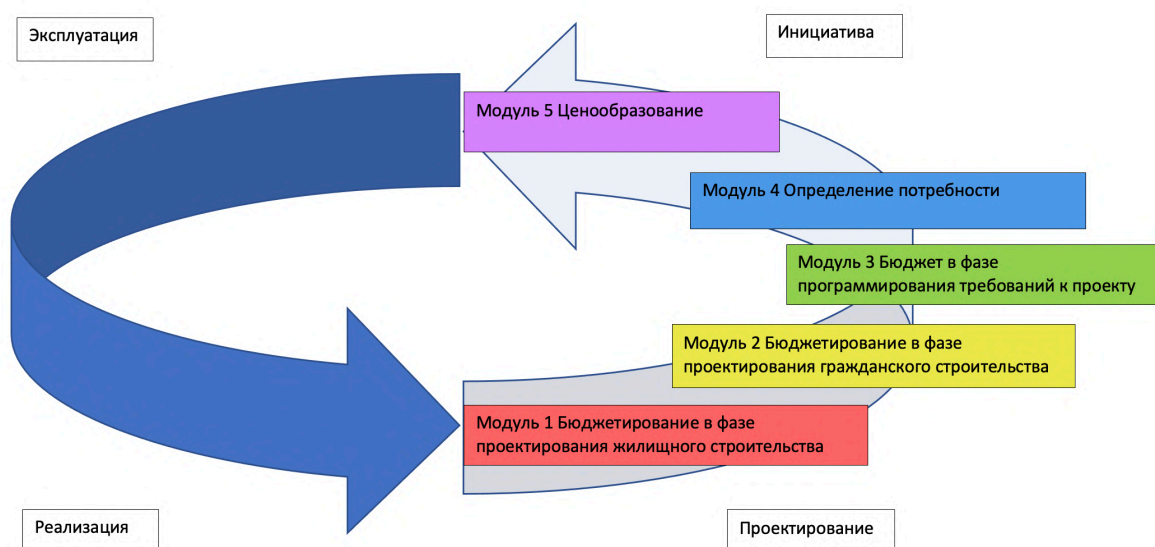 Эксплуатация
Инициатива
Модуль 5 Ценообразование
Модуль 4 Определение потребности
Модуль 3 Бюджет в фазе
программирования требований к проекту
Модуль 2 Бюджетирование в фазе
проектирования гражданского строительства
Модуль 1 Бюджетирование в фазе
проектирования жилищного строительства
Реализация
Проектирование